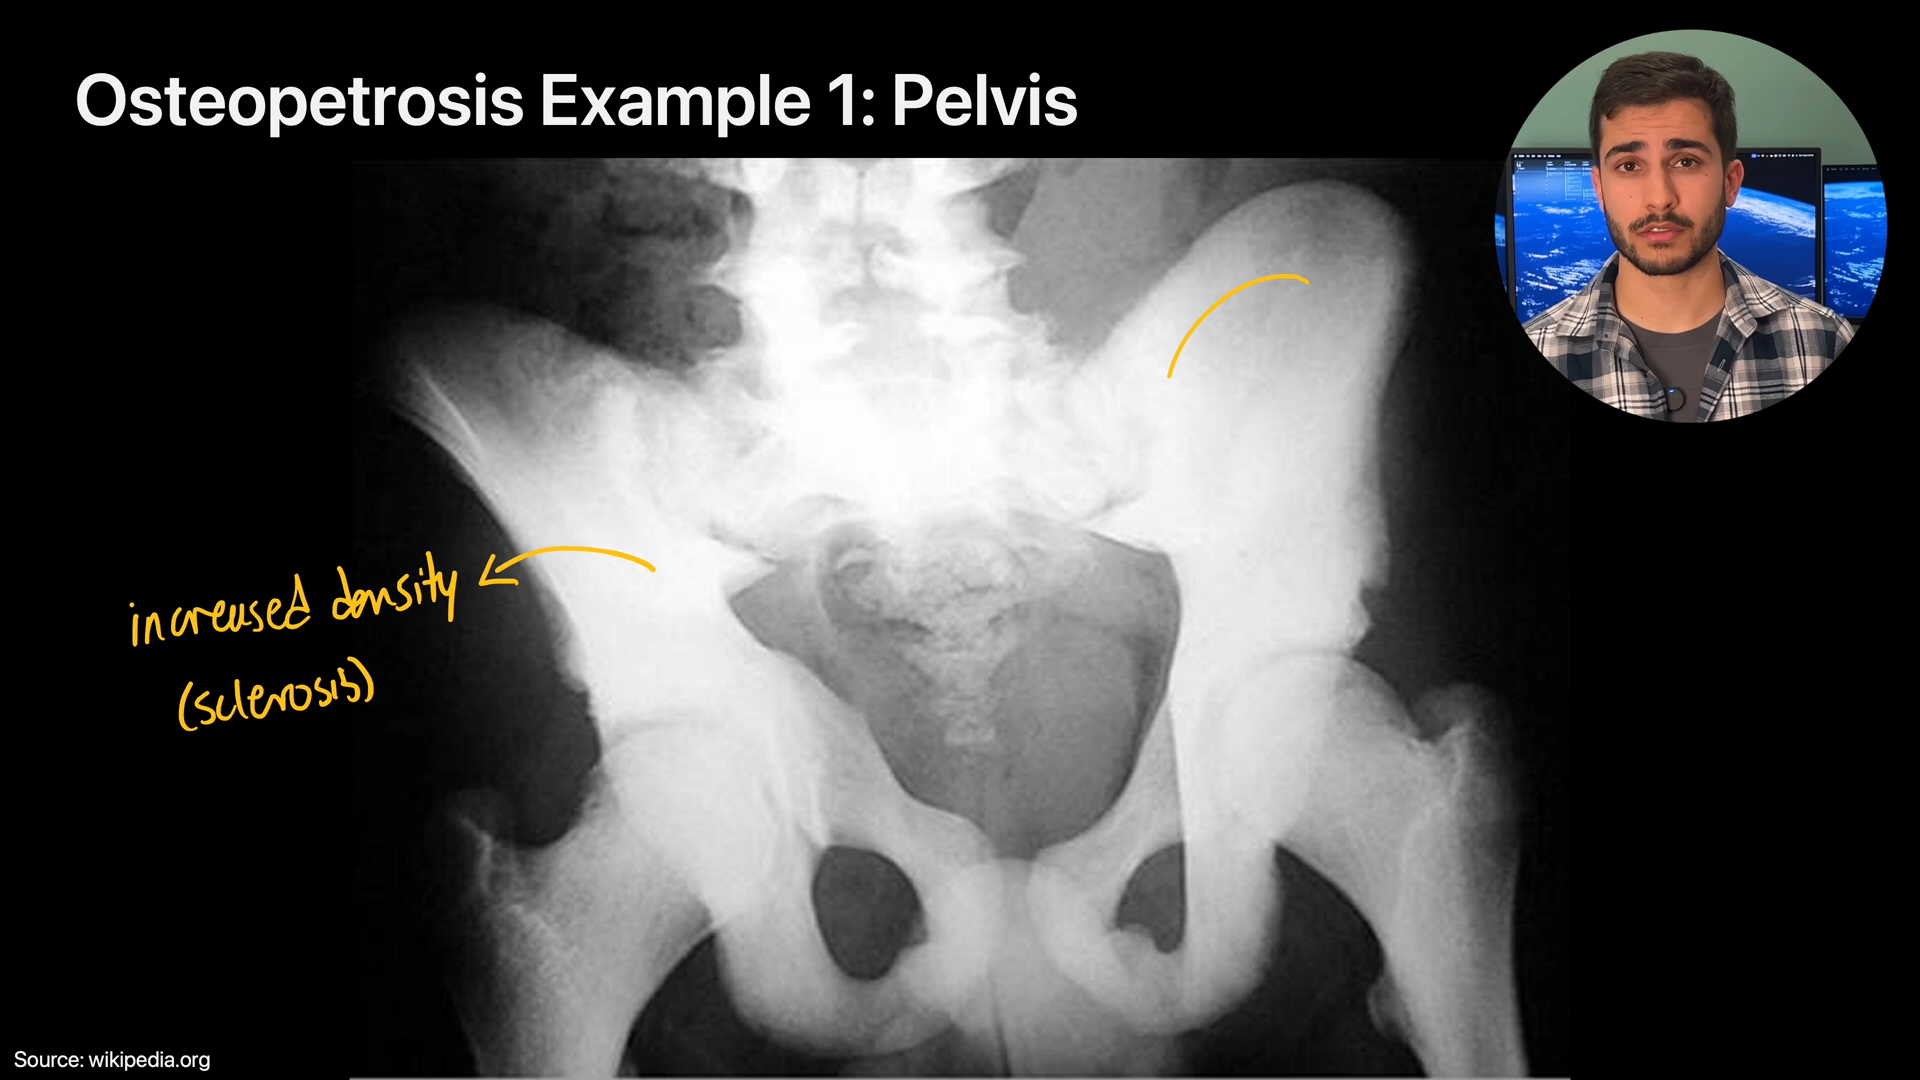 Osteopetrosis Example 1: Pelvis
increased density
(sclerosis)
Source: wikipedia.org